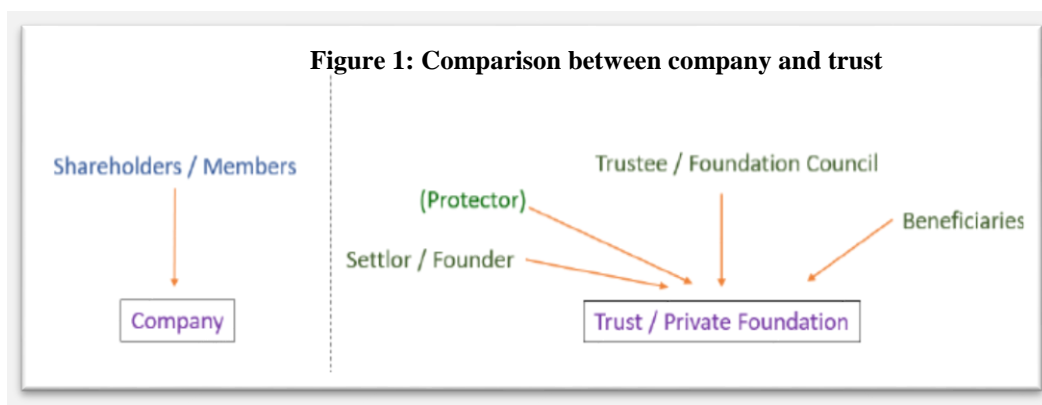 Figure 1: Comparison between company and trust
Shareholders / Members
Company
Trustee / Foundation Council
(Protector)
Beneficiaries
Settlor / Founder
Trust / Private Foundation